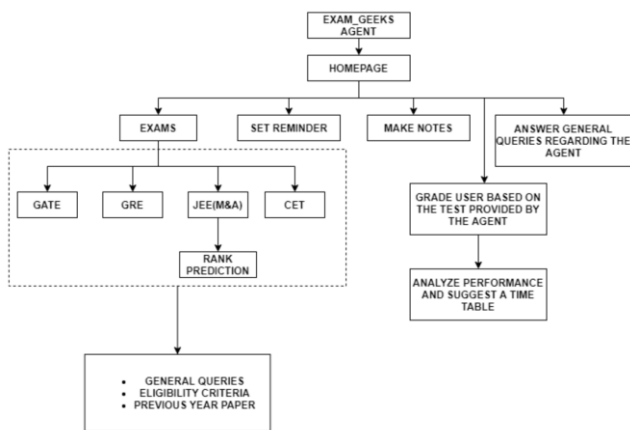 EXAM_GEEKS
AGENT
HOMEPAGE
EXAMS
SET REMINDER
MAKE NOTES
ANSWER GENERAL
QUERIES REGARDING THE
AGENT
GATE
GRE
JEE(M&A)
CET
GRADE USER BASED ON
THE TEST PROVIDED BY
THE AGENT
RANK
PREDICTION
ANALYZE PERFORMANCE
AND SUGGEST A TIME
TABLE
• GENERAL QUERIES
• ELIGIBILITY CRITERIA
• PREVIOUS YEAR PAPER